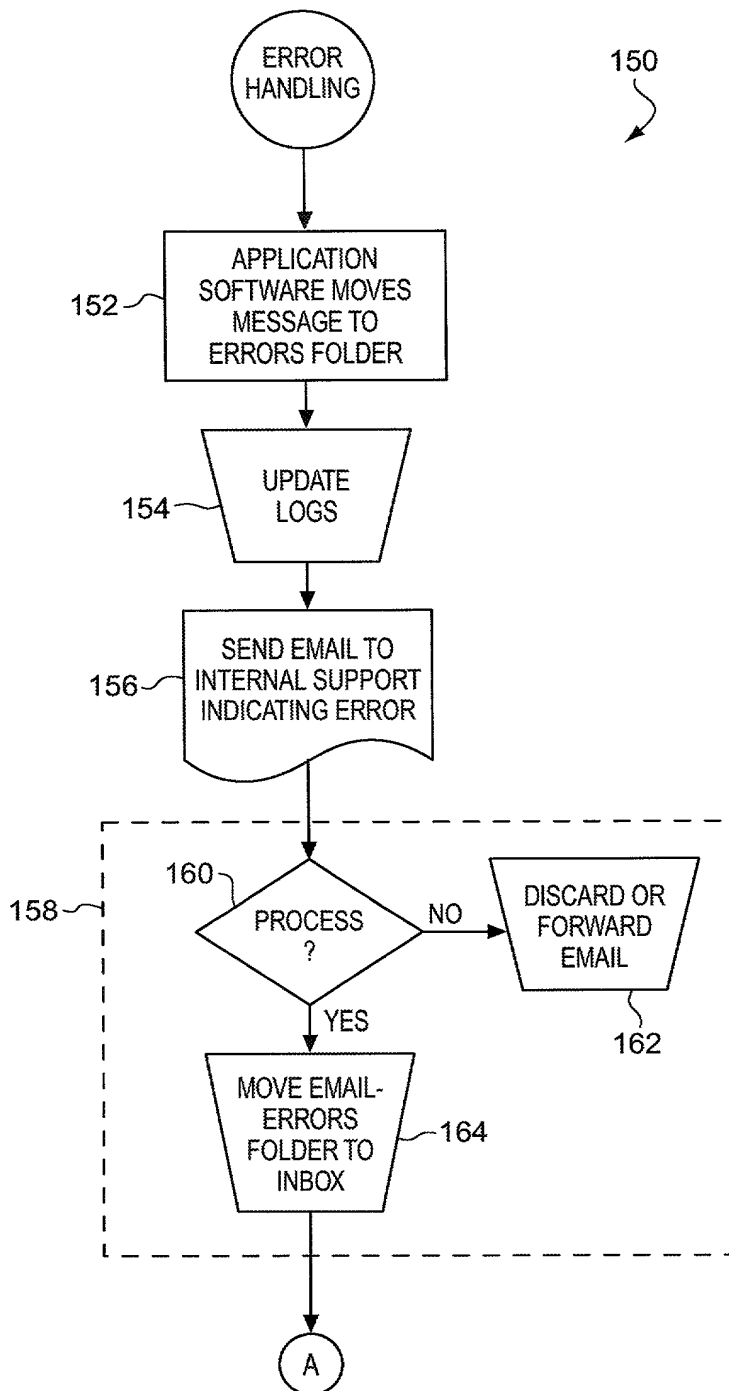 ERROR
HANDLING
150
APPLICATION
SOFTWARE MOVES
MESSAGE TO
ERRORS FOLDER
152
UPDATE
LOGS
154
SEND EMAIL TO
INTERNAL SUPPORT
INDICATING ERROR
156
158
160
PROCESS
?
NO
DISCARD OR
FORWARD
EMAIL
162
YES
MOVE EMAIL-
ERRORS
FOLDER TO
INBOX
164
A